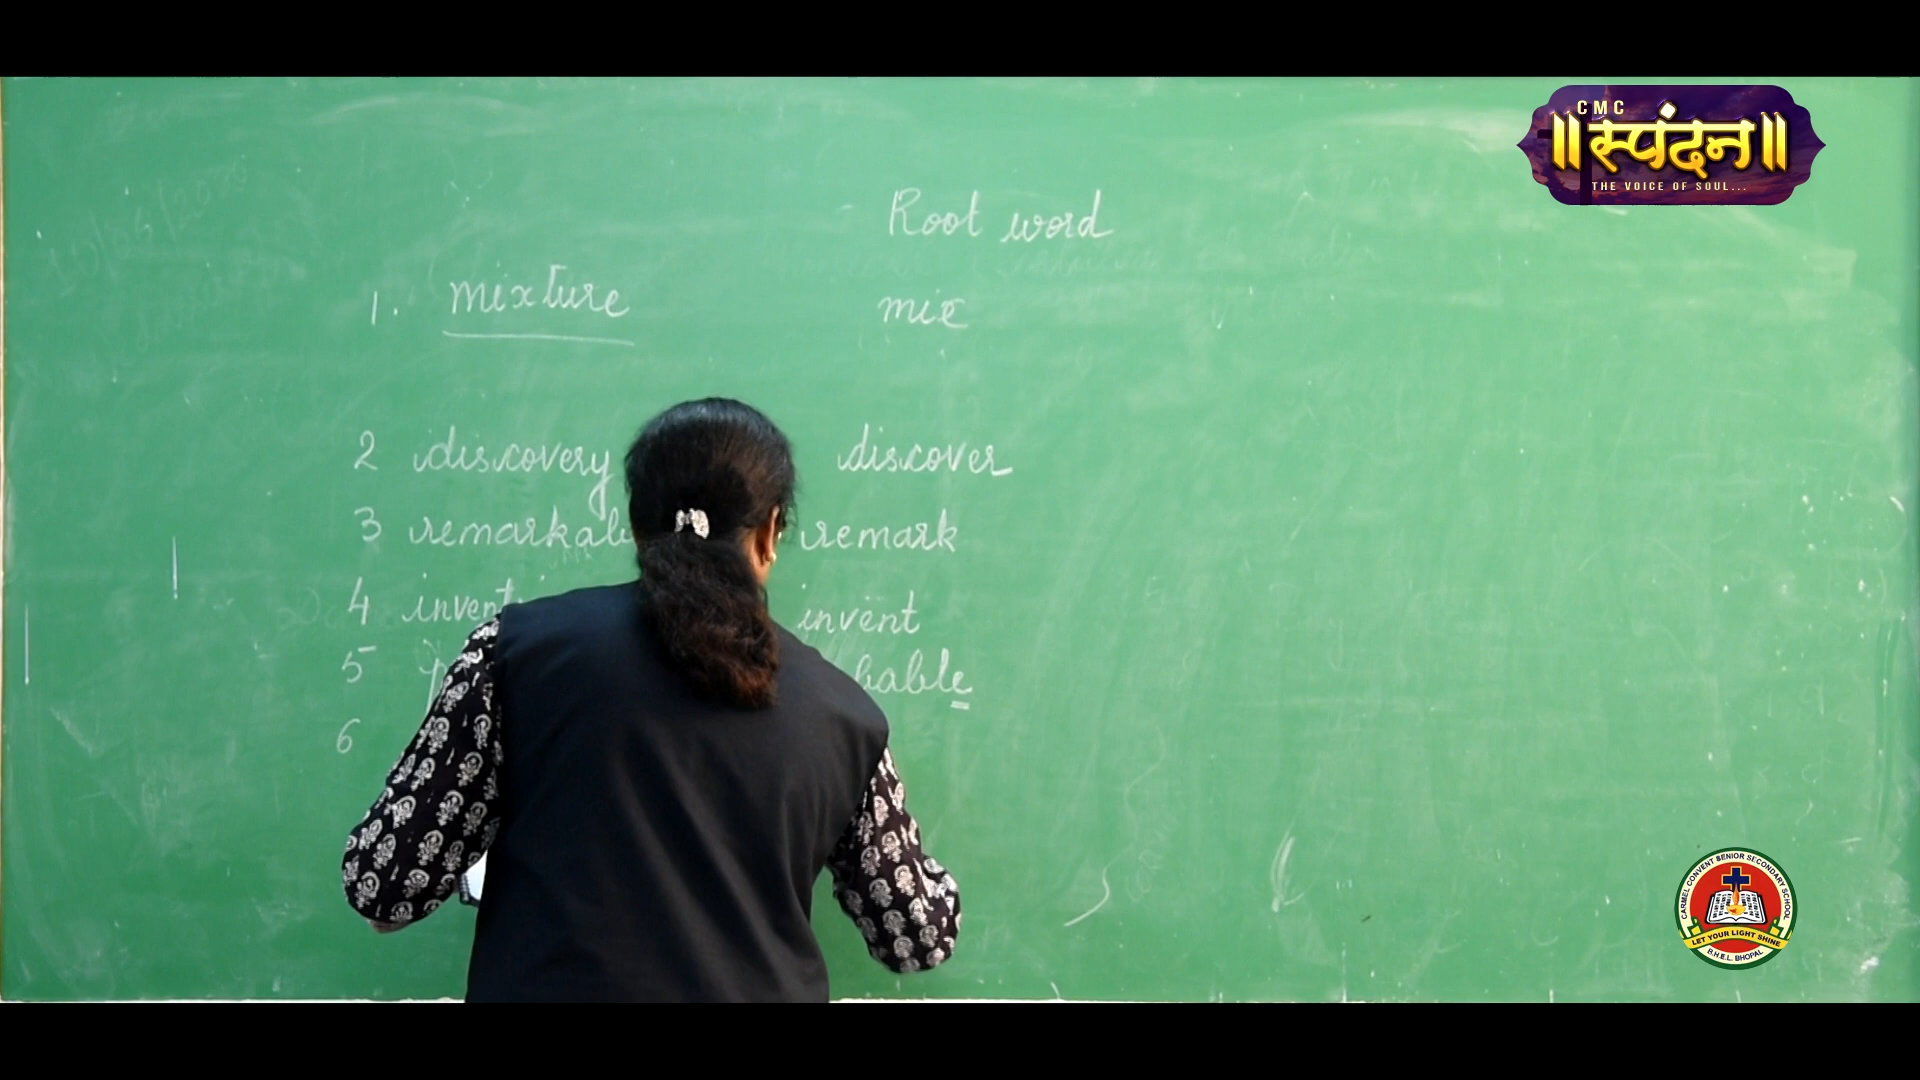 CMC
॥स्पंदन॥
THE VOICE OF SOUL...
Root word
1. mixture mix
2 discovery discover
3 remarkab remark
4 invent invent
5 p bable
6
CARMEL CONVENT SENIOR SECONDARY SCHOOL
LET YOUR LIGHT SHINE
B.H.E.L. BHOPAL